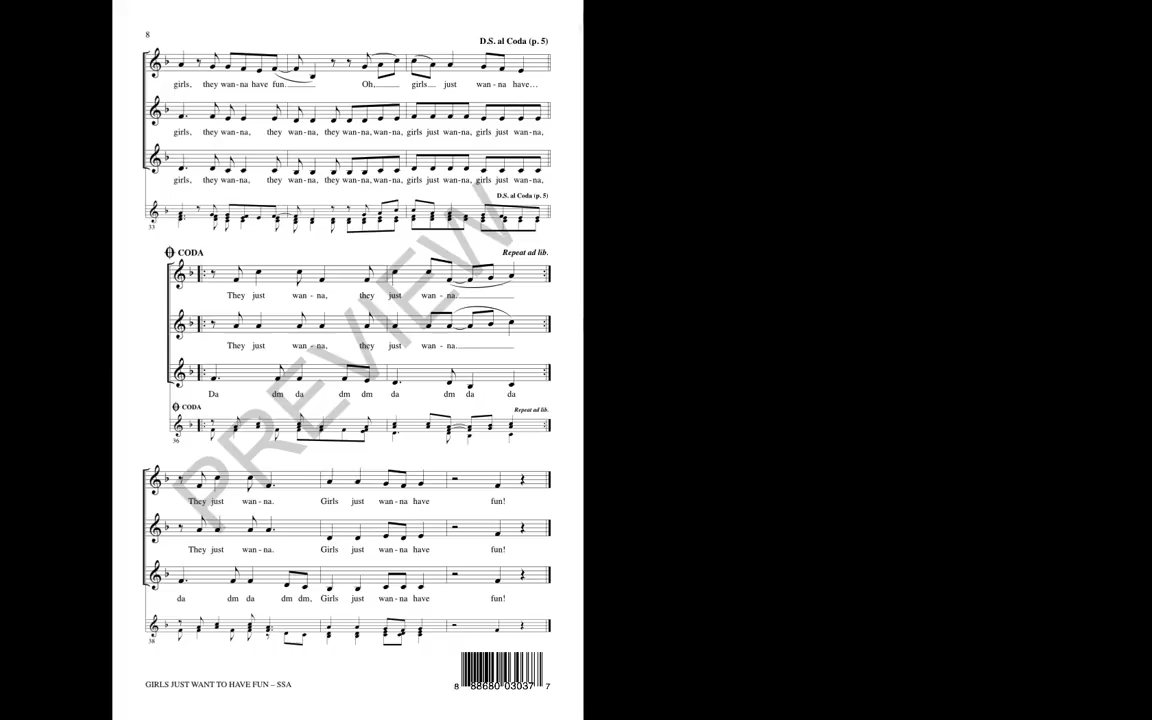 8
D.S. al Coda (p. 5)
girls, they wan-na have fun. Oh, girls just wan-na have...
girls, they wan-na, they wan-na, they wan-na, wan-na, girls just wan-na, girls just wan-na,
girls, they wan-na, they wan-na, they wan-na, wan-na, girls just wan-na, girls just wan-na,
D.S. al Coda (p. 5)
33
CODA
Repeat ad lib.
They just wan-na, they just wan-na.
They just wan-na, they just wan-na.
Da dm da dm dm da dm da da
CODA
Repeat ad lib.
36
They just wan-na. Girls just wan-na have fun!
They just wan-na. Girls just wan-na have fun!
da dm da dm dm, Girls just wan-na have fun!
38
PREVIEW
GIRLS JUST WANT TO HAVE FUN – SSA
8 88680 03037 7